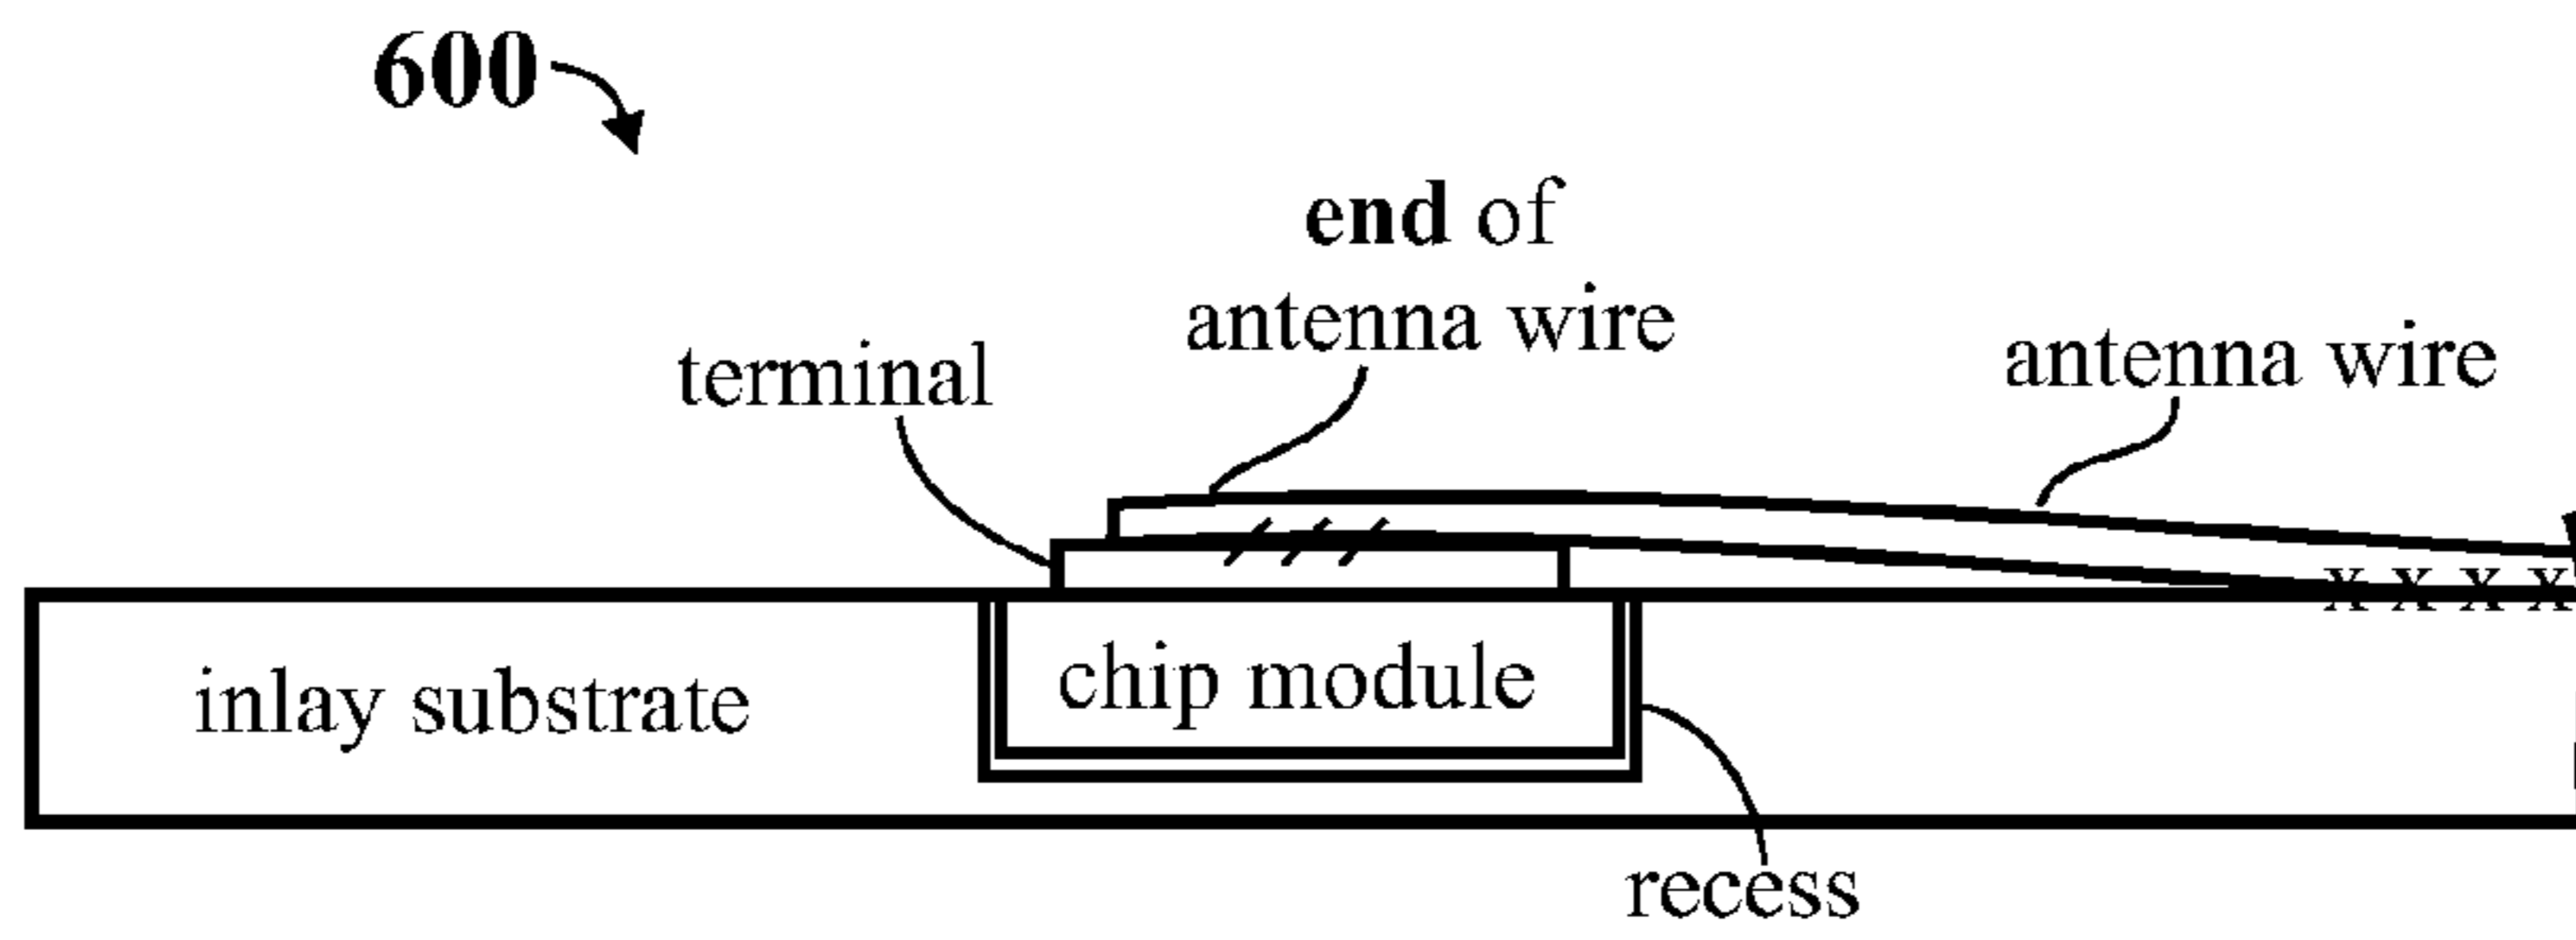 600
end of
antenna wire
terminal
antenna wire
x x x x
inlay substrate
chip module
recess